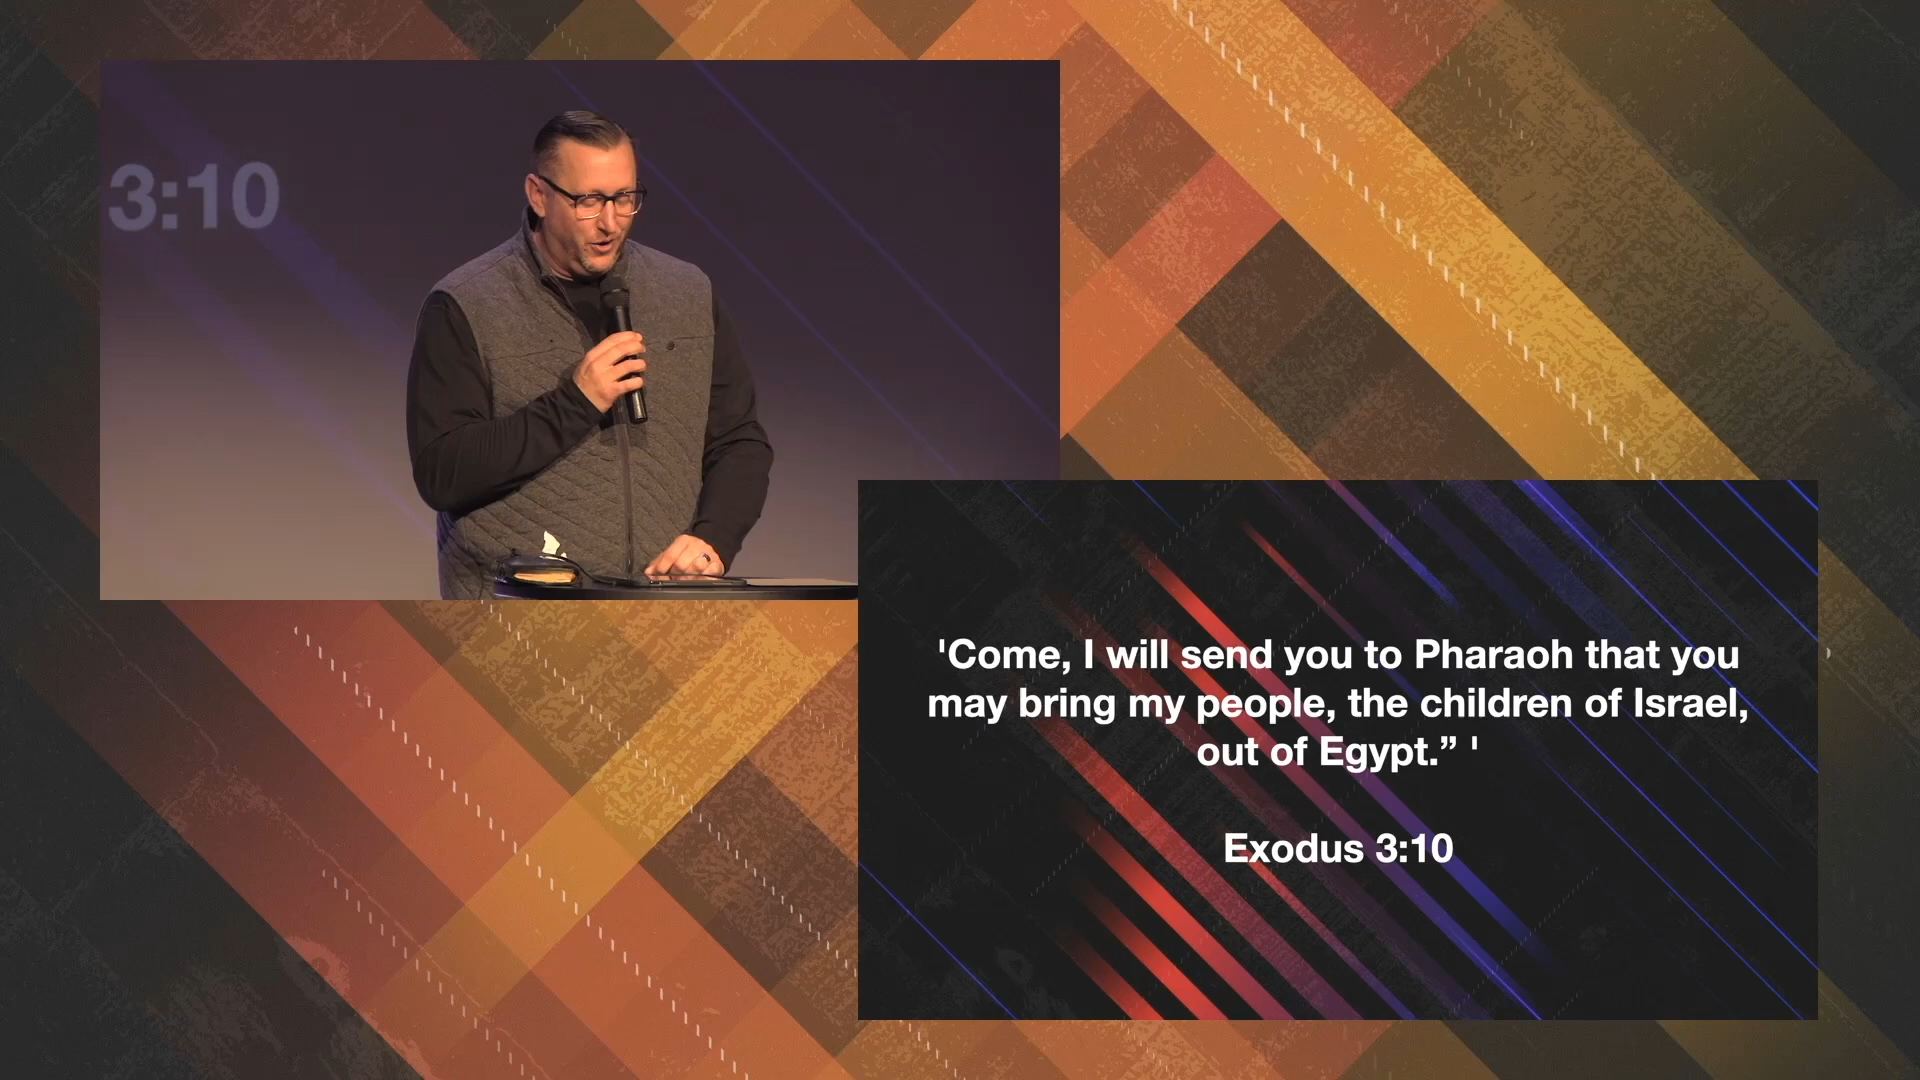 3:10
'Come, I will send you to Pharaoh that you
may bring my people, the children of Israel,
out of Egypt.” '
Exodus 3:10